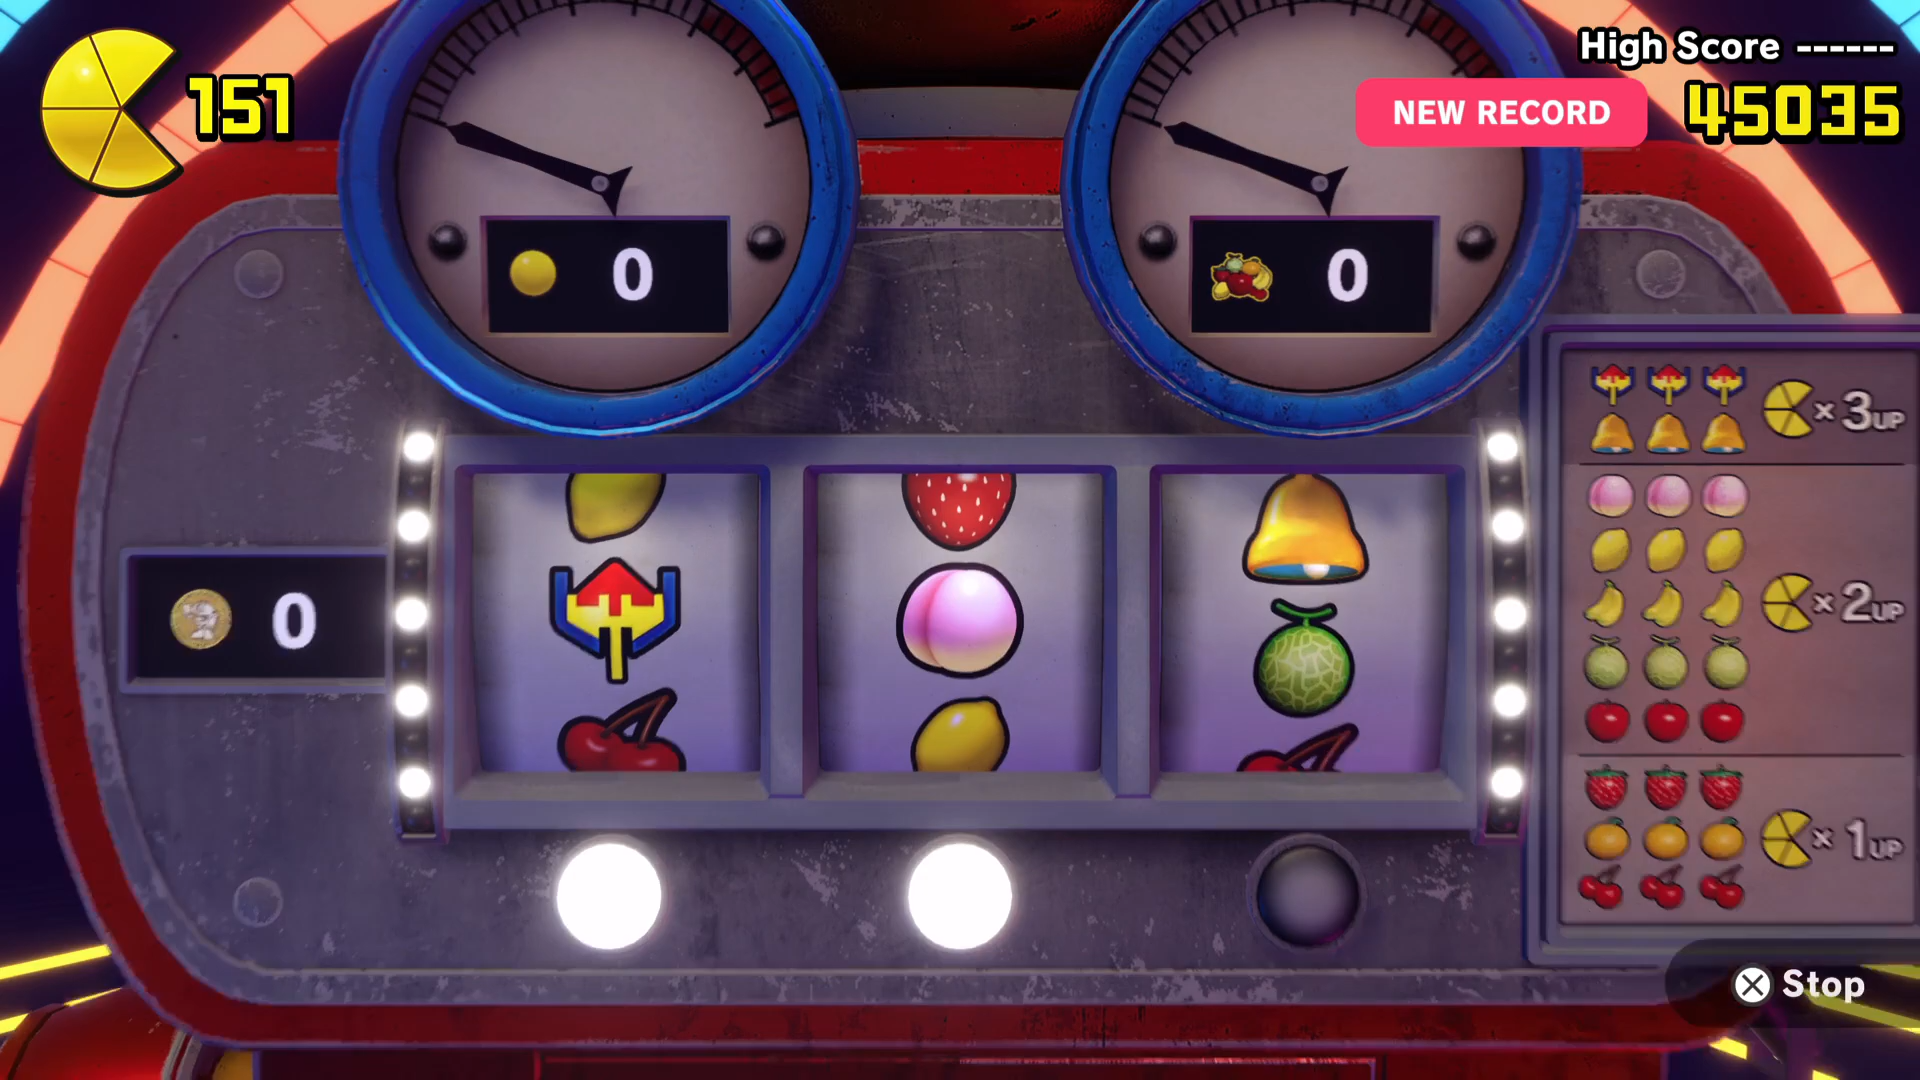 151
High Score ------
NEW RECORD
45035
0
0
0
× 3UP
× 2UP
× 1UP
Stop